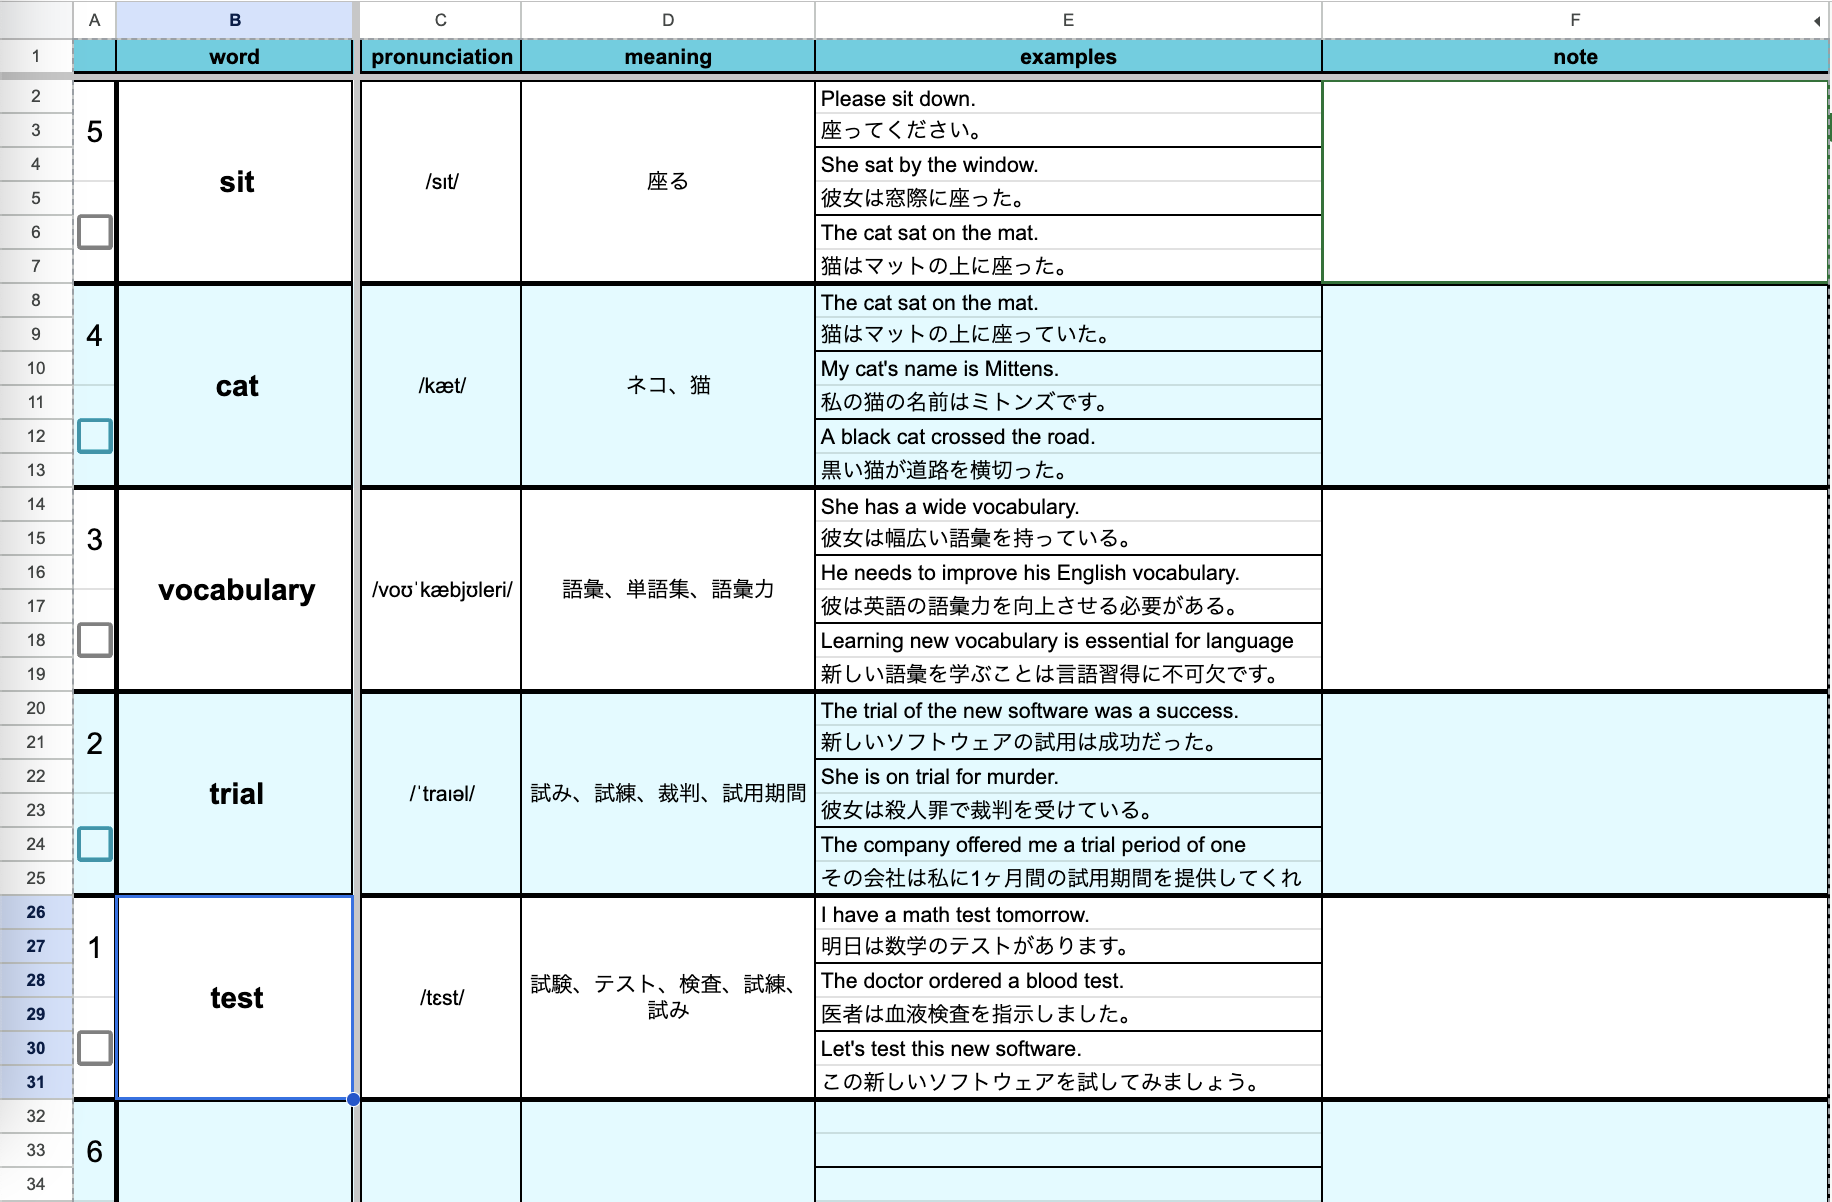 A B C D E F
1 word pronunciation meaning examples note
2 Please sit down.
3 5 座ってください。
4 She sat by the window.
sit /sɪt/ 座る
5 彼女は窓際に座った。
6 The cat sat on the mat.
7 猫はマットの上に座った。
8 The cat sat on the mat.
9 4 猫はマットの上に座っていた。
10 My cat's name is Mittens.
cat /kæt/ ネコ、猫
11 私の猫の名前はミトンズです。
12 A black cat crossed the road.
13 黒い猫が道路を横切った。
14 She has a wide vocabulary.
15 3 彼女は幅広い語彙を持っている。
16 He needs to improve his English vocabulary.
vocabulary /voʊˈkæbjʊleri/ 語彙、単語集、語彙力
17 彼は英語の語彙力を向上させる必要がある。
18 Learning new vocabulary is essential for language
19 新しい語彙を学ぶことは言語習得に不可欠です。
20 The trial of the new software was a success.
21 2 新しいソフトウェアの試用は成功だった。
22 She is on trial for murder.
trial /ˈtraɪəl/ 試み、試練、裁判、試用期間
23 彼女は殺人罪で裁判を受けている。
24 The company offered me a trial period of one
25 その会社は私に1ヶ月間の試用期間を提供してくれ
26 I have a math test tomorrow.
27 1 明日は数学のテストがあります。
28 The doctor ordered a blood test.
test /tɛst/ 試験、テスト、検査、試練、
試み
29 医者は血液検査を指示しました。
30 Let's test this new software.
31 この新しいソフトウェアを試してみましょう。
32
33 6
34